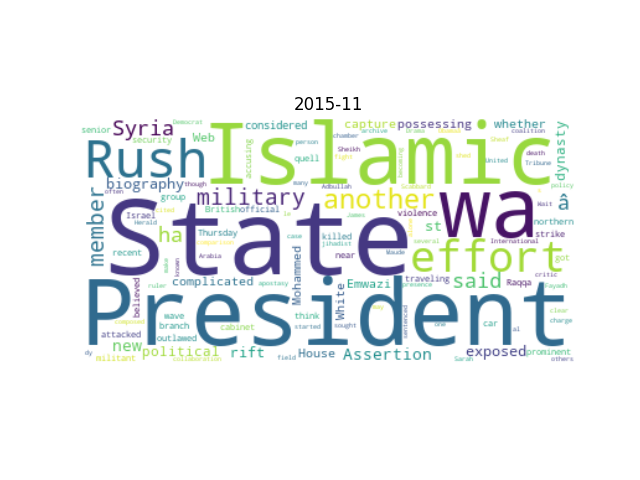 2015-11
senior
Democrat
Syria
security
Web
considered
capture
possessing
whether
person
chamber
archive
Drama
coalition
Rush
Islamic
accusing
quell
fight
becoming
shed
United
death
Tribune
dynasty
biography
though
group
many
Adbullah
military
another
wa
policy
â
member
often
Israel
cites
Herald
British
official
la
James
violence
State
effort
Wait
northern
ha
Thursday
case
killed
jihadist
Maude
st
several
International
strike
got
recent
Arabia
known
believed
near
said
critic
complicated
Mohammed
Emwazi
traveling
presence
Raqqa
Fayadh
ruler
apostasy
White
President
wave
branch
cabinet
think
started
sought
sentenced
one
car
al
clear
charge
attacked
outlawed
new
political
rift
House
Assertion
exposed
prominent
dy
militant
collaboration
field
Sarah
others